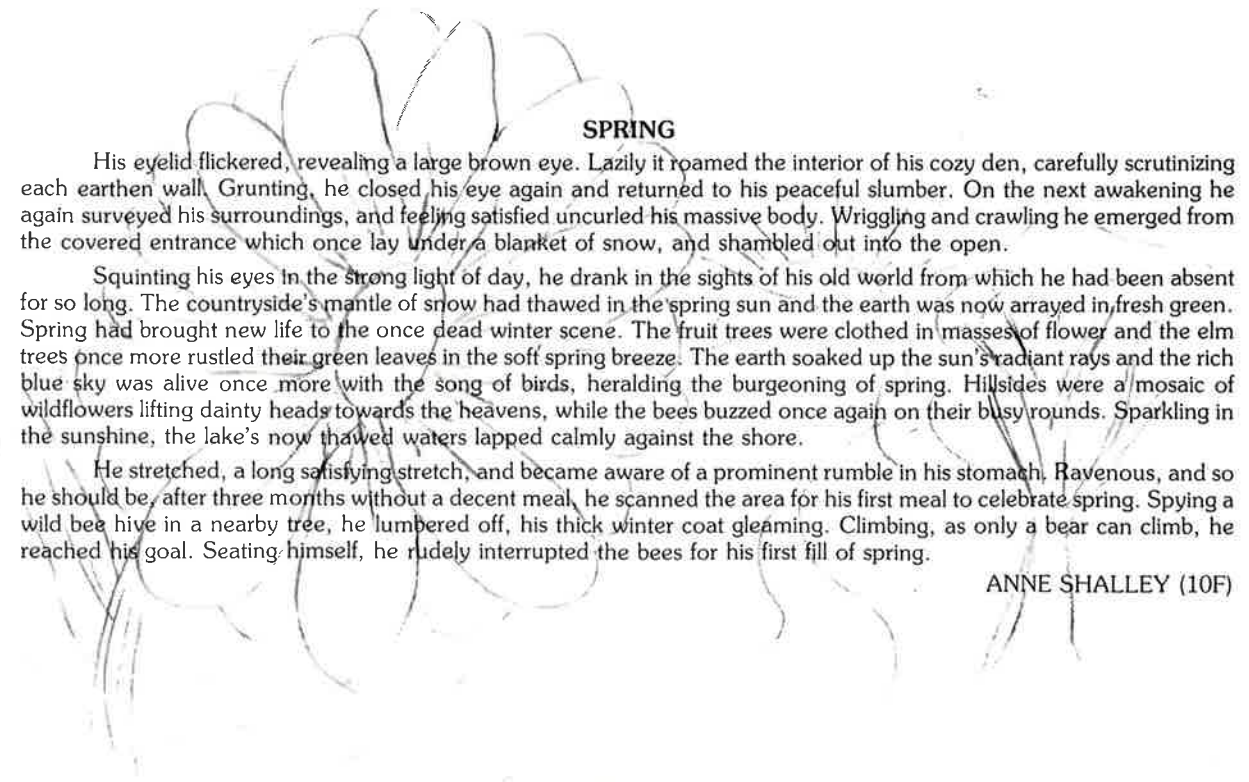 SPRING
His eyelid flickered, revealing a large brown eye. Lazily it roamed the interior of his cozy den, carefully scrutinizing
each earthen wall. Grunting, he closed his eye again and returned to his peaceful slumber. On the next awakening he
again surveyed his surroundings, and feeling satisfied uncurled his massive body. Wriggling and crawling he emerged from
the covered entrance which once lay under a blanket of snow, and shambled out into the open.
Squinting his eyes in the strong light of day, he drank in the sights of his old world from which he had been absent
for so long. The countryside's mantle of snow had thawed in the spring sun and the earth was now arrayed in fresh green.
Spring had brought new life to the once dead winter scene. The fruit trees were clothed in masses of flower and the elm
trees once more rustled their green leaves in the soft spring breeze. The earth soaked up the sun's radiant rays and the rich
blue sky was alive once more with the song of birds, heralding the burgeoning of spring. Hillsides were a mosaic of
wildflowers lifting dainty heads towards the heavens, while the bees buzzed once again on their busy rounds. Sparkling in
the sunshine, the lake's now thawed waters lapped calmly against the shore.
He stretched, a long satisfying stretch, and became aware of a prominent rumble in his stomach. Ravenous, and so
he should be, after three months without a decent meal, he scanned the area for his first meal to celebrate spring. Spying a
wild bee hive in a nearby tree, he lumbered off, his thick winter coat gleaming. Climbing, as only a bear can climb, he
reached his goal. Seating himself, he rudely interrupted the bees for his first fill of spring.
ANNE SHALLEY (10F)